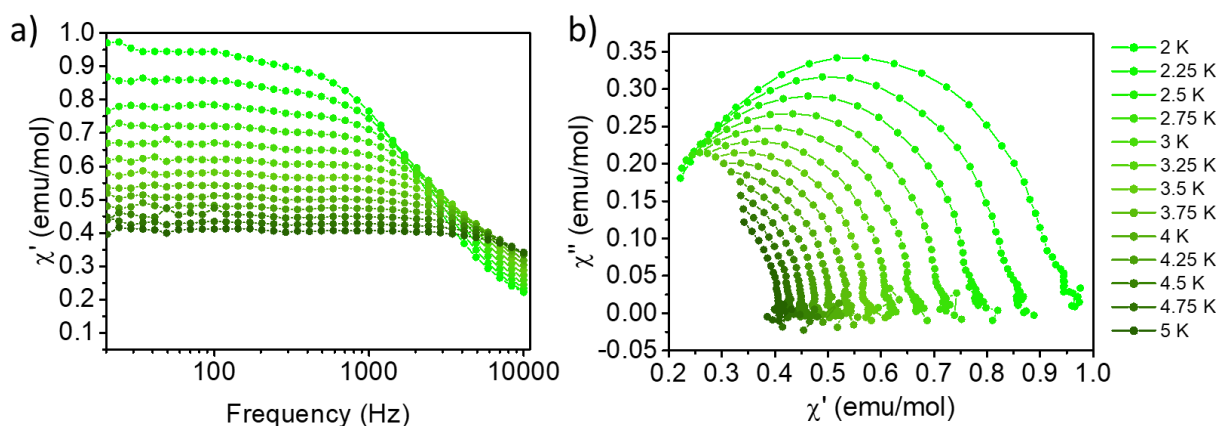 a)
1.0
0.9
0.8
0.7
0.6
0.5
0.4
0.3
0.2
0.1
χ' (emu/mol)
100
1000
10000
Frequency (Hz)
b)
0.35
0.30
0.25
0.20
0.15
0.10
0.05
0.00
-0.05
χ'' (emu/mol)
0.2 0.3 0.4 0.5 0.6 0.7 0.8 0.9 1.0
χ' (emu/mol)
2 K
2.25 K
2.5 K
2.75 K
3 K
3.25 K
3.5 K
3.75 K
4 K
4.25 K
4.5 K
4.75 K
5 K